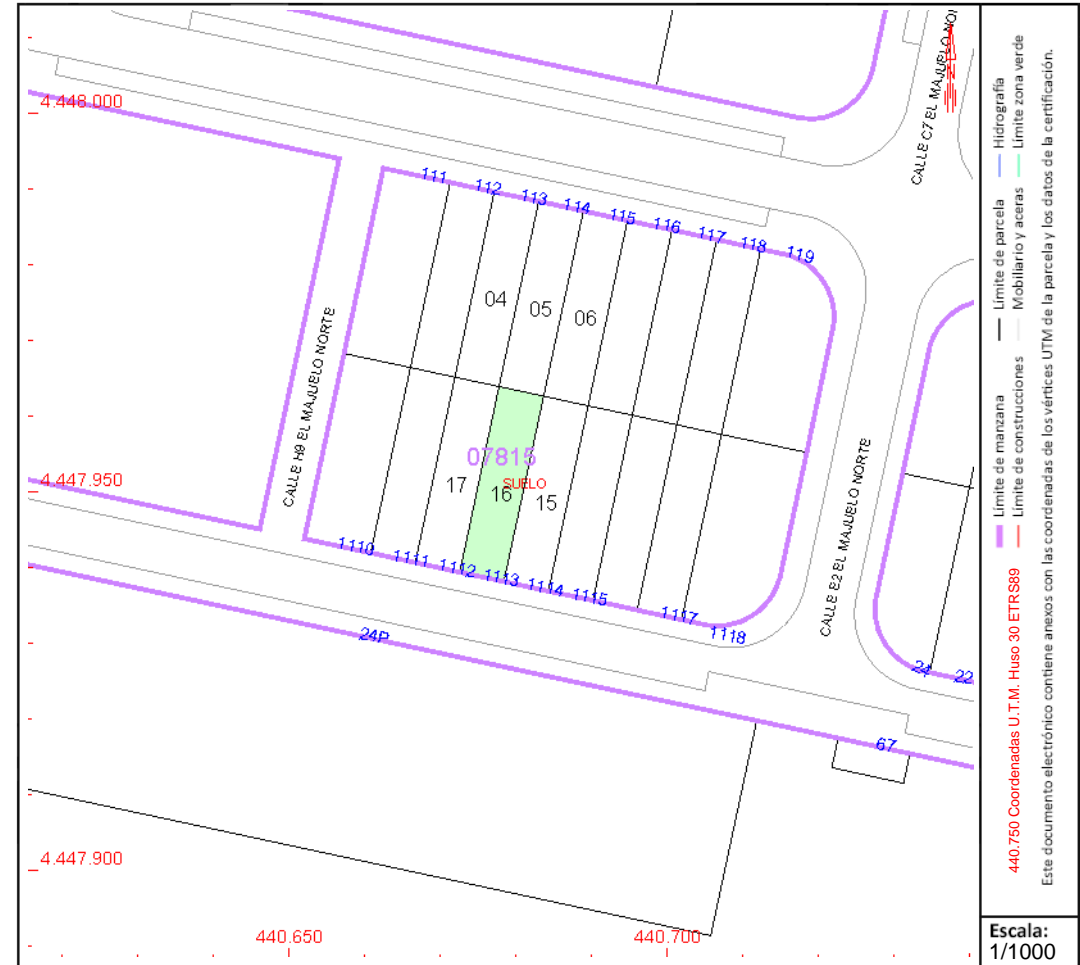 4.448.000
4.447.950
4.447.900
440.650
440.700
CALLE C7 EL MAJUELO NOR
CALLE H9 EL MAJUELO NORTE
CALLE E2 EL MAJUELO NORTE
111
112
113
114
115
116
117
118
119
04
05
06
07815
SUELO
17
16
15
1110
1111
1112
1113
1114
1115
1117
1118
24P
24
22
67
Límite de manzana
Límite de parcela
Hidrografía
Límite de construcciones
Mobiliario y aceras
Límite zona verde
440.750 Coordenadas U.T.M. Huso 30 ETRS89
Este documento electrónico contiene anexos con las coordenadas de los vértices UTM de la parcela y los datos de la certificación.
Escala:
1/1000